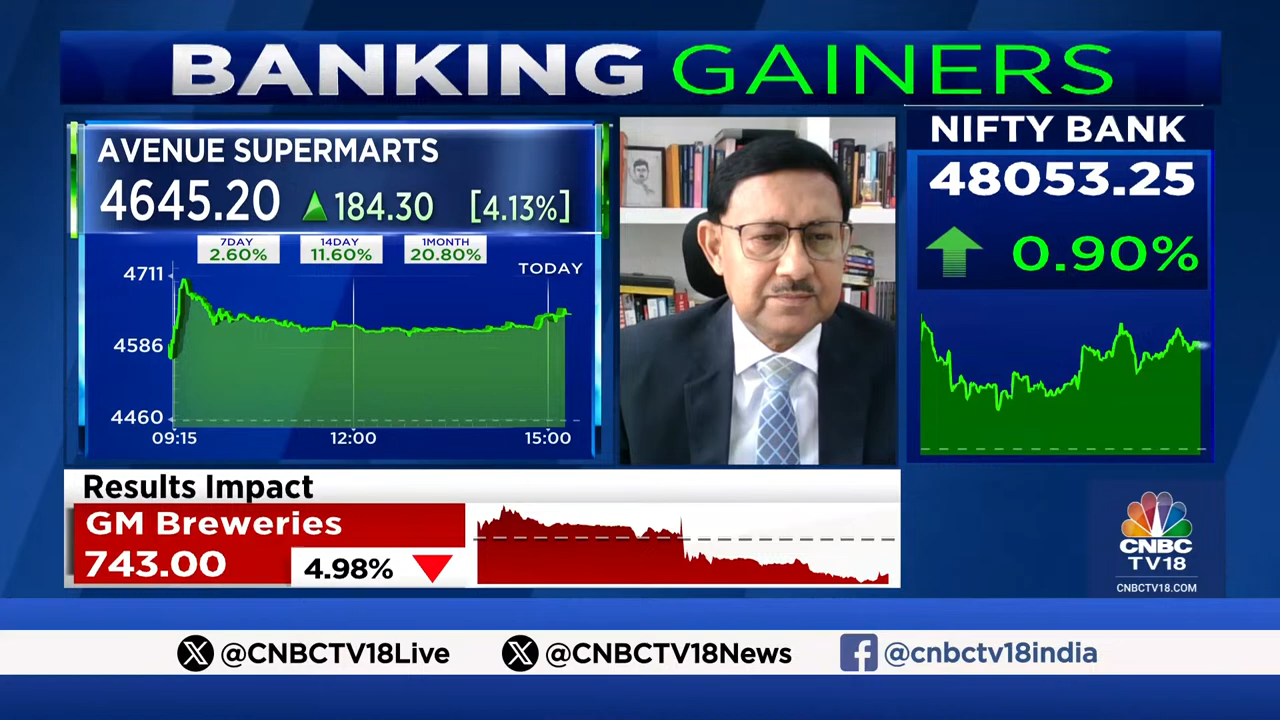 BANKING GAINERS
AVENUE SUPERMARTS
4645.20 ▲ 184.30 [4.13%]
7DAY
2.60%
14DAY
11.60%
1MONTH
20.80%
TODAY
4711
4586
4460
09:15
12:00
15:00
NIFTY BANK
48053.25
0.90%
Results Impact
GM Breweries
743.00
4.98%
CNBC
TV18
CNBCTV18.COM
@CNBCTV18Live
@CNBCTV18News
@cnbctv18india